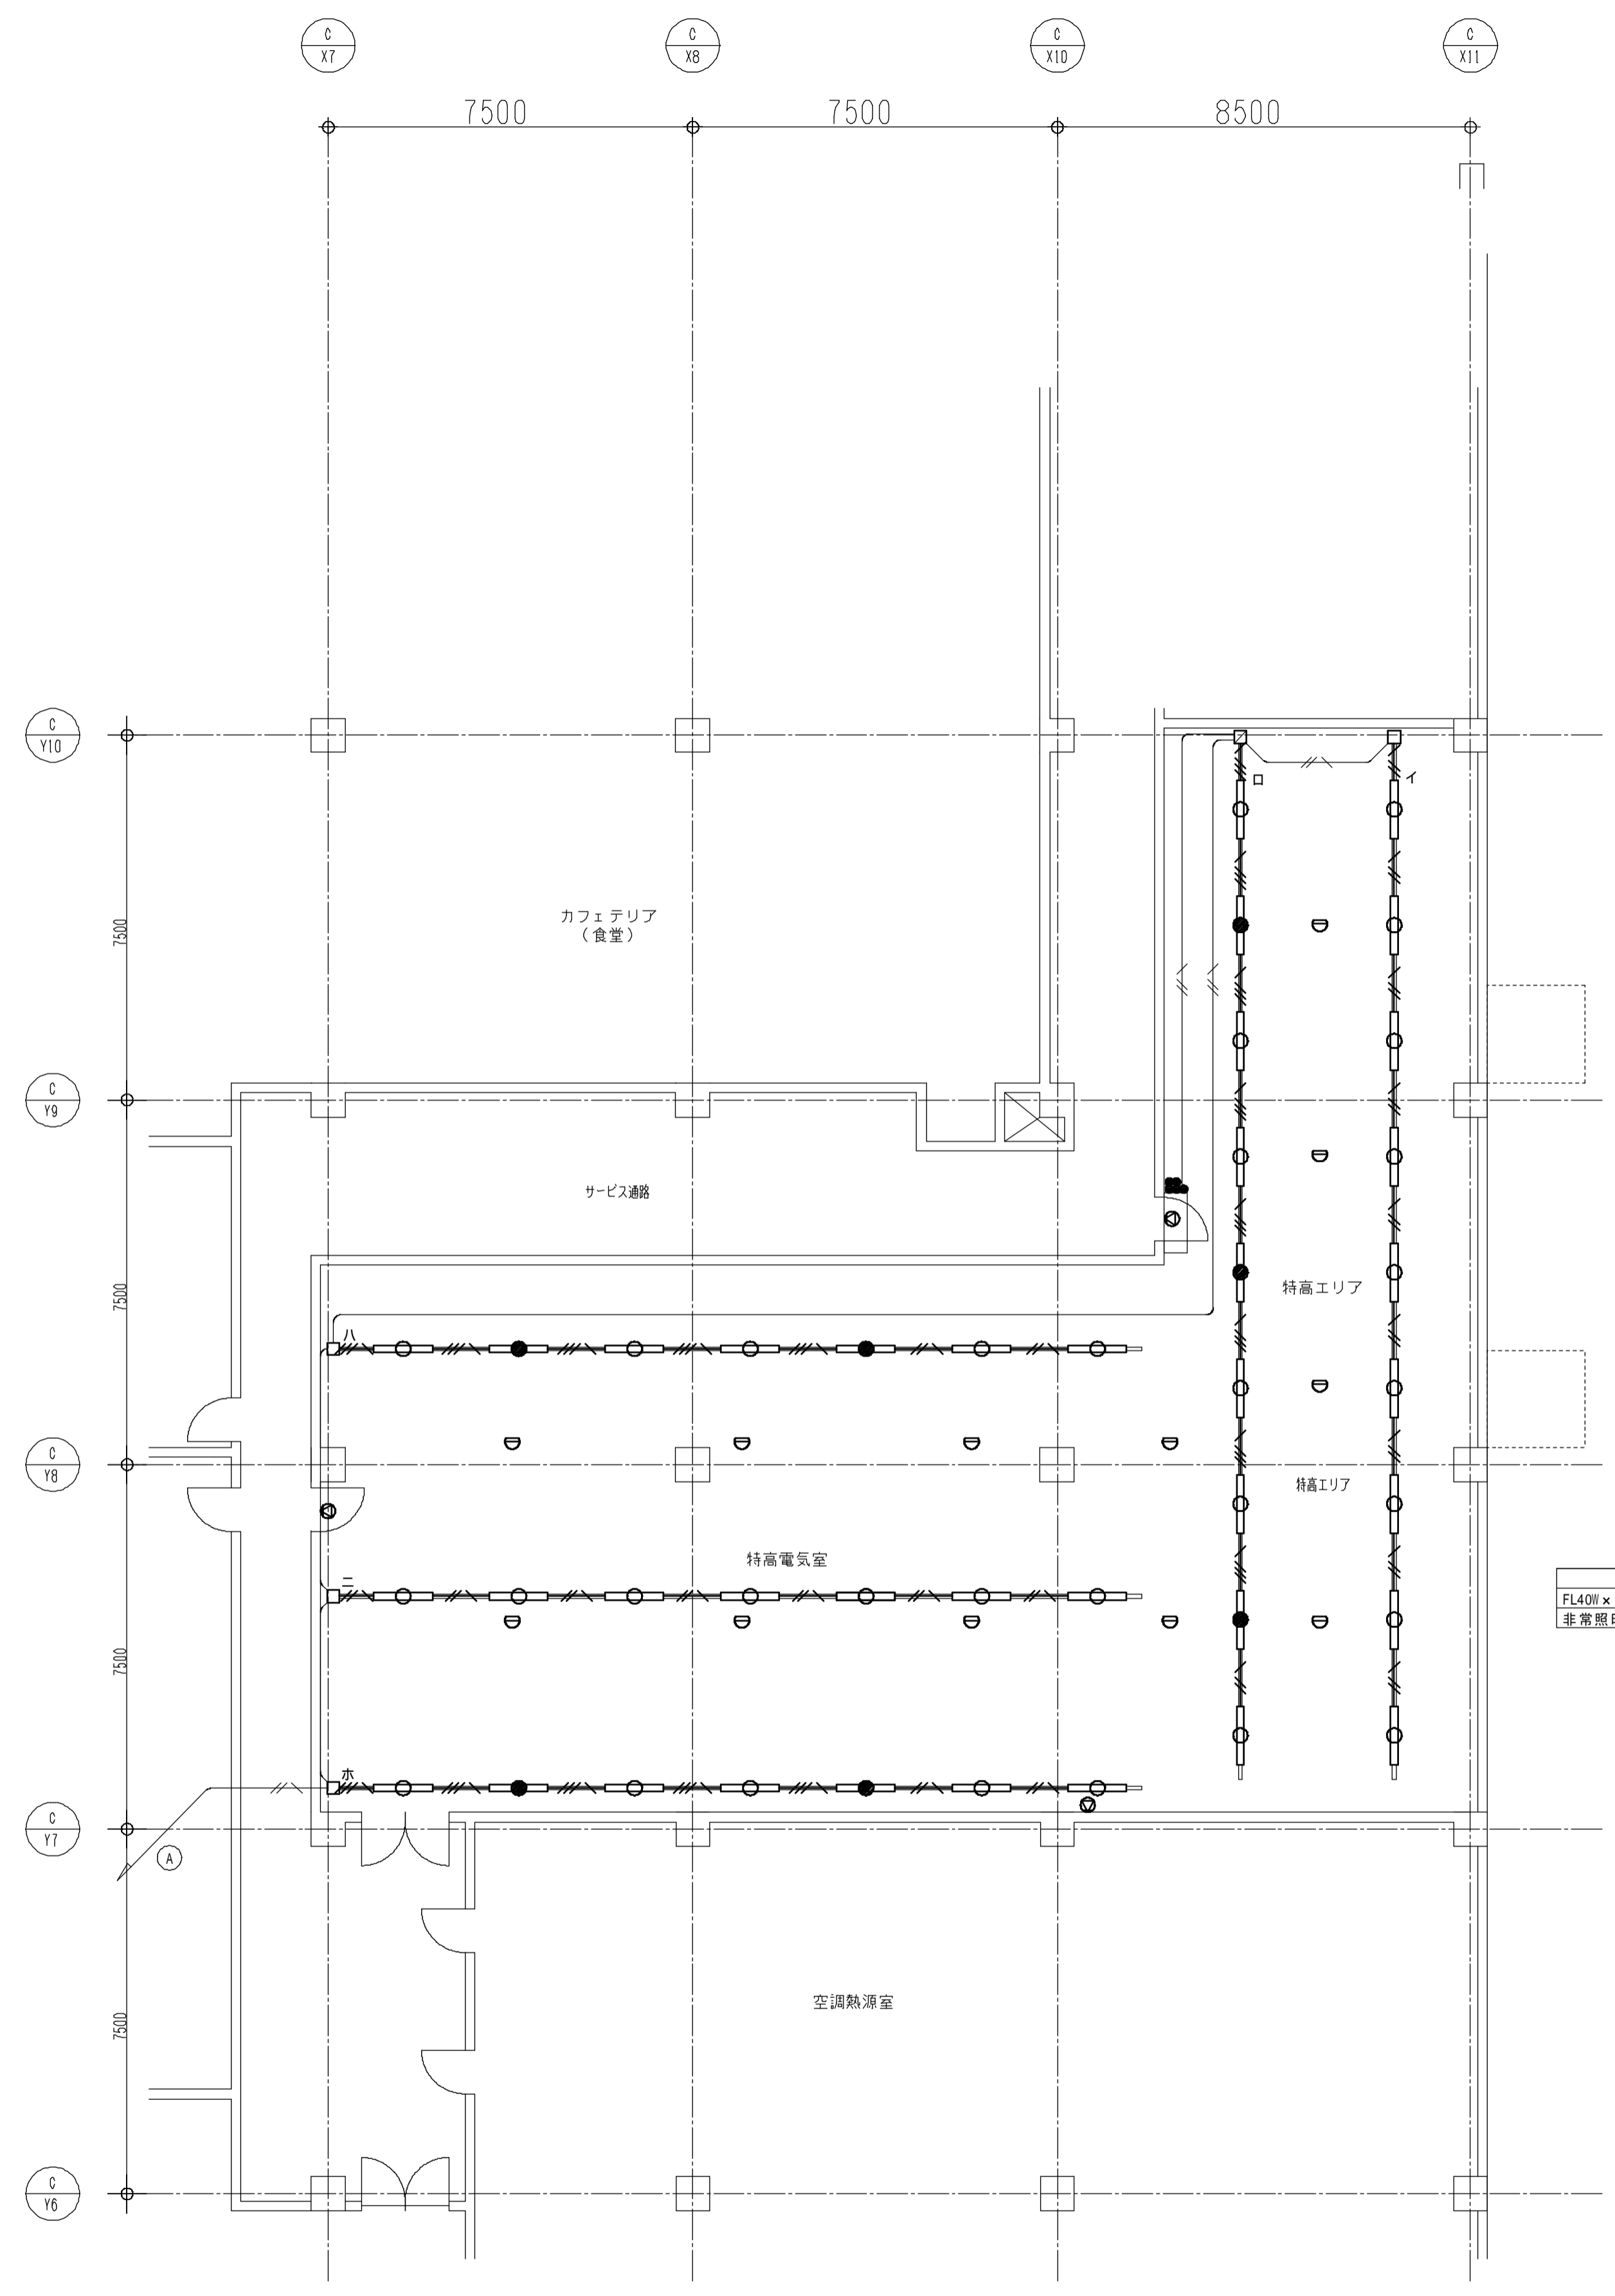 C
X7
C
X8
C
X10
C
X11
7500
7500
8500
C
Y10
ロ
イ
7500
カフェテリア
(食堂)
C
Y9
サービス通路
7500
特高エリア
ハ
C
Y8
特高エリア
特高電気室
ニ
FL40W×
非常照
7500
ホ
C
Y7
A
空調熱源室
7500
C
Y6